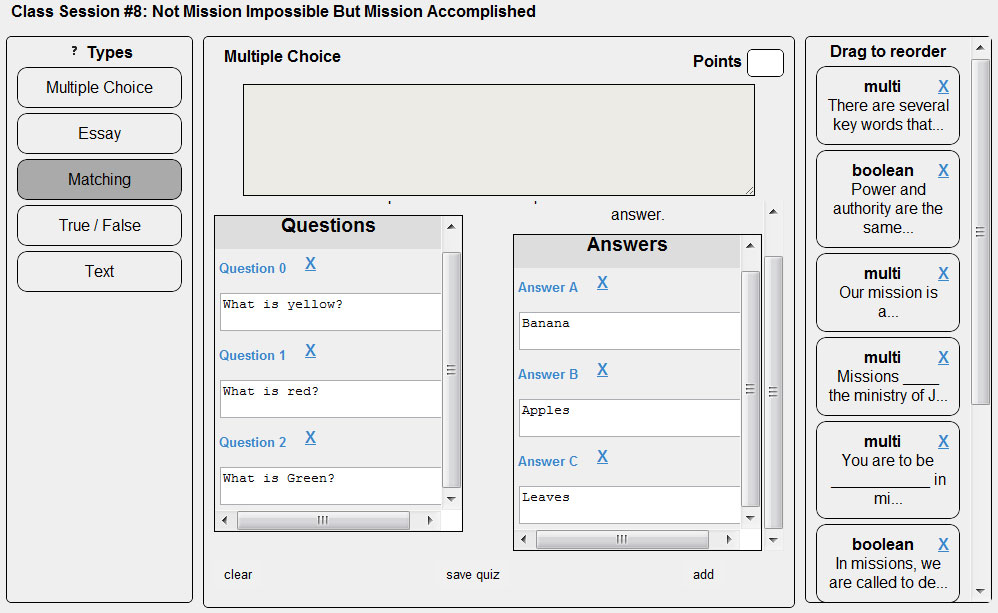 Class Session #8: Not Mission Impossible But Mission Accomplished
? Types
Multiple Choice
Essay
Matching
True / False
Text
Multiple Choice
Points
answer.
Questions
Question 0 X
What is yellow?
Question 1 X
What is red?
Question 2 X
What is Green?
Answers
Answer A X
Banana
Answer B X
Apples
Answer C X
Leaves
clear
save quiz
add
Drag to reorder
multi X
There are several
key words that...
boolean X
Power and
authority are the
same...
multi X
Our mission is
a...
multi X
Missions ____
the ministry of J...
multi X
You are to be
___________ in
mi...
boolean X
In missions, we
are called to de...